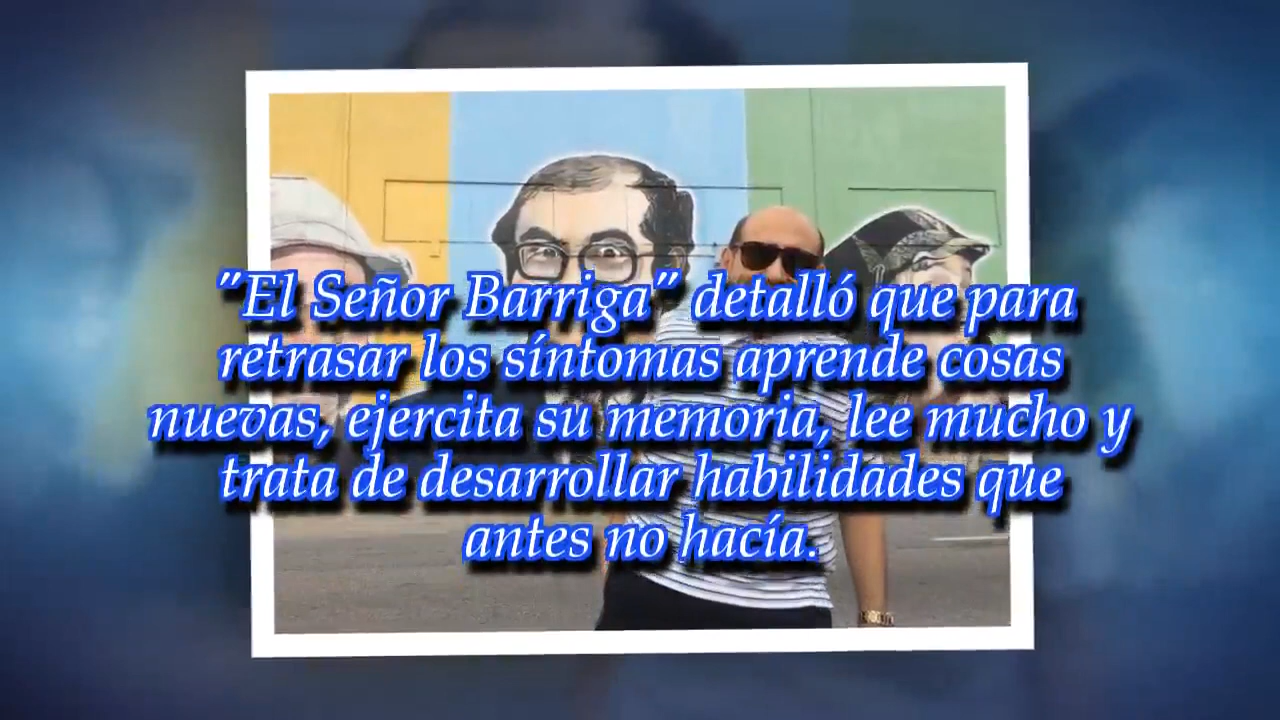 "El Señor Barriga" detalló que para
retrasar los síntomas aprende cosas
nuevas, ejercita su memoria, lee mucho y
trata de desarrollar habilidades que
antes no hacía.